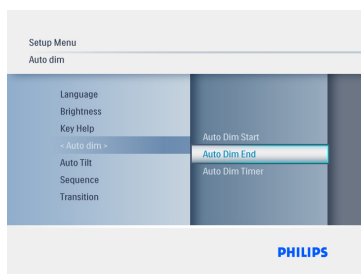 Setup Menu
Auto dim
Language
Brightness
Key Help
< Auto dim >
Auto Tilt
Sequence
Transition
Auto Dim Start
Auto Dim End
Auto Dim Timer
PHILIPS